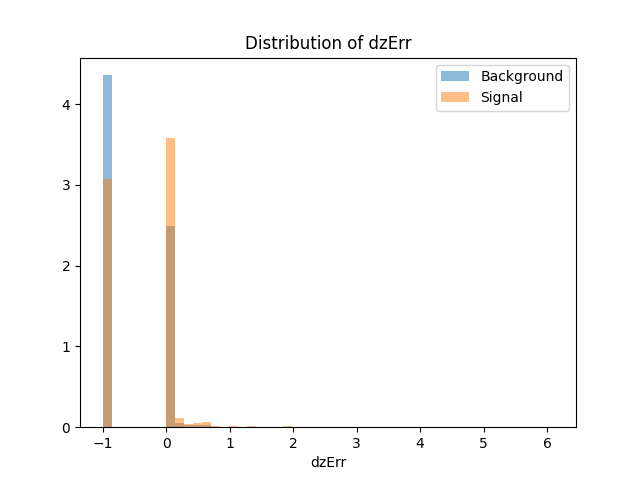 Distribution of dzErr
Background
Signal
4
3
2
1
0
−1 0 1 2 3 4 5 6
dzErr